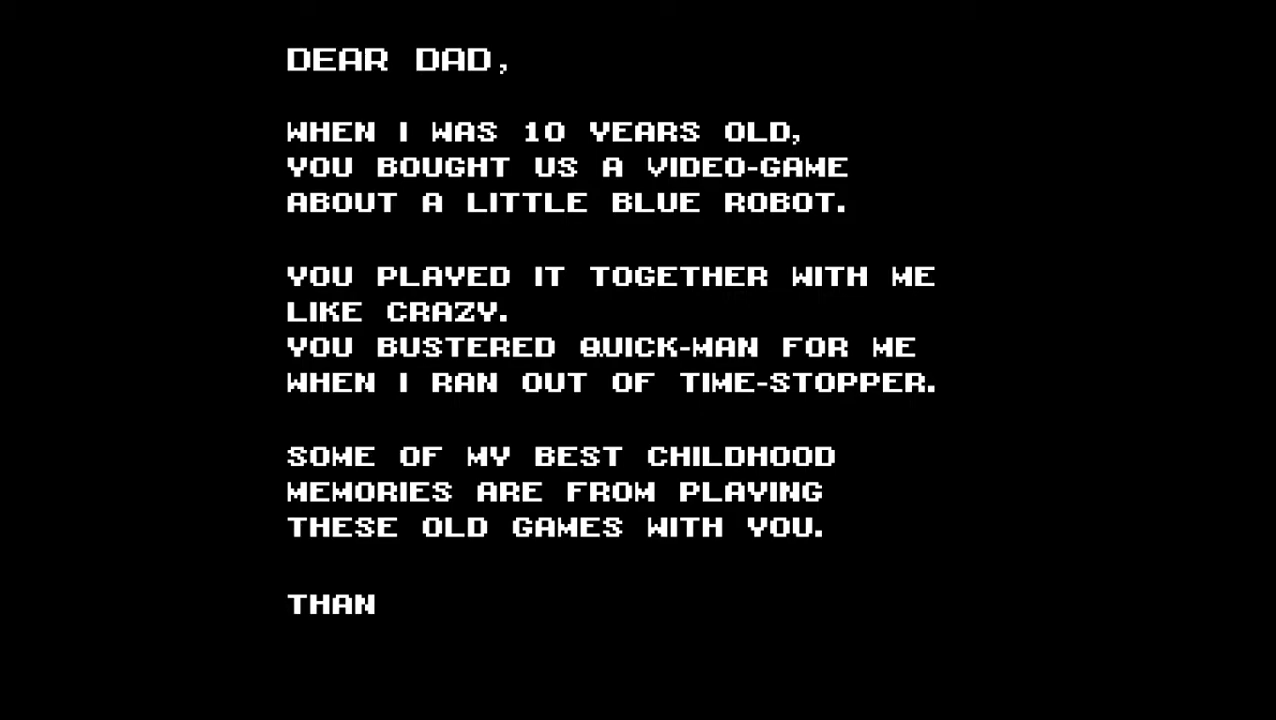 DEAR DAD,
WHEN I WAS 10 YEARS OLD,
YOU BOUGHT US A VIDEO-GAME
ABOUT A LITTLE BLUE ROBOT.
YOU PLAYED IT TOGETHER WITH ME
LIKE CRAZY.
YOU BUSTERED QUICK-MAN FOR ME
WHEN I RAN OUT OF TIME-STOPPER.
SOME OF MY BEST CHILDHOOD
MEMORIES ARE FROM PLAYING
THESE OLD GAMES WITH YOU.
THAN